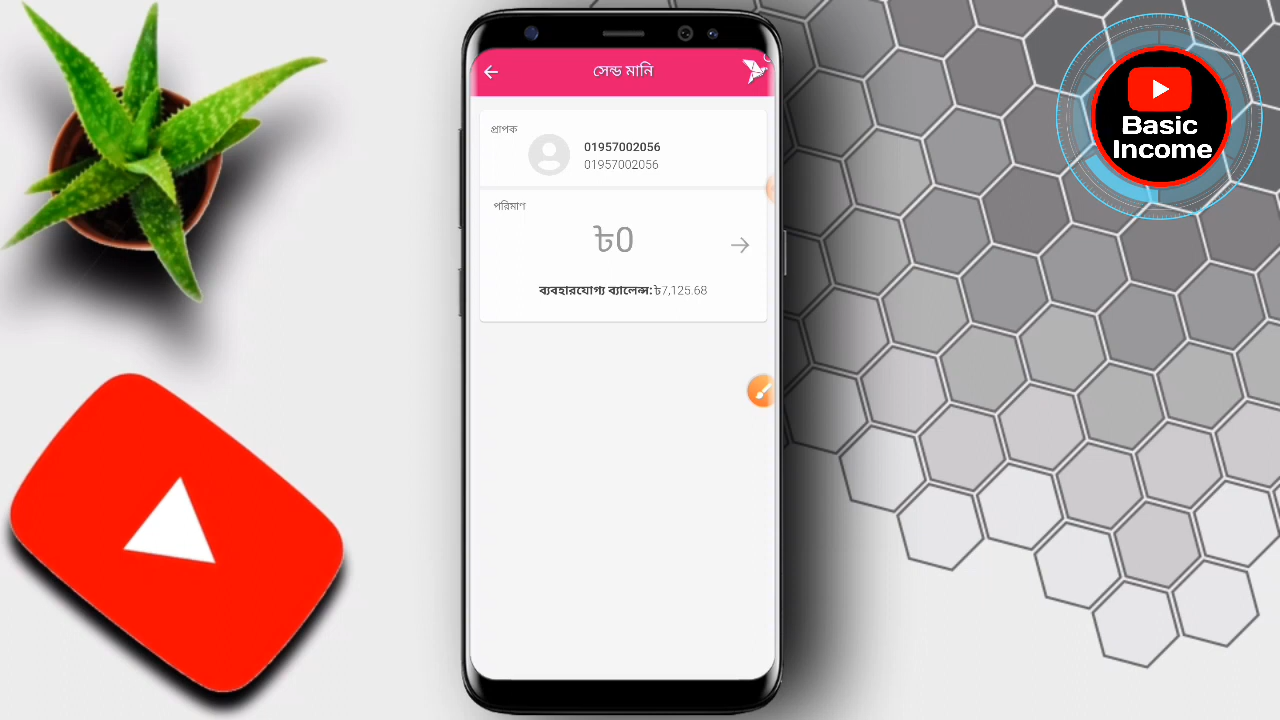 সেন্ড মানি
প্রাপক
01957002056
01957002056
পরিমাণ
৳0
ব্যবহারযোগ্য ব্যালেন্স:৳7,125.68
Basic
Income